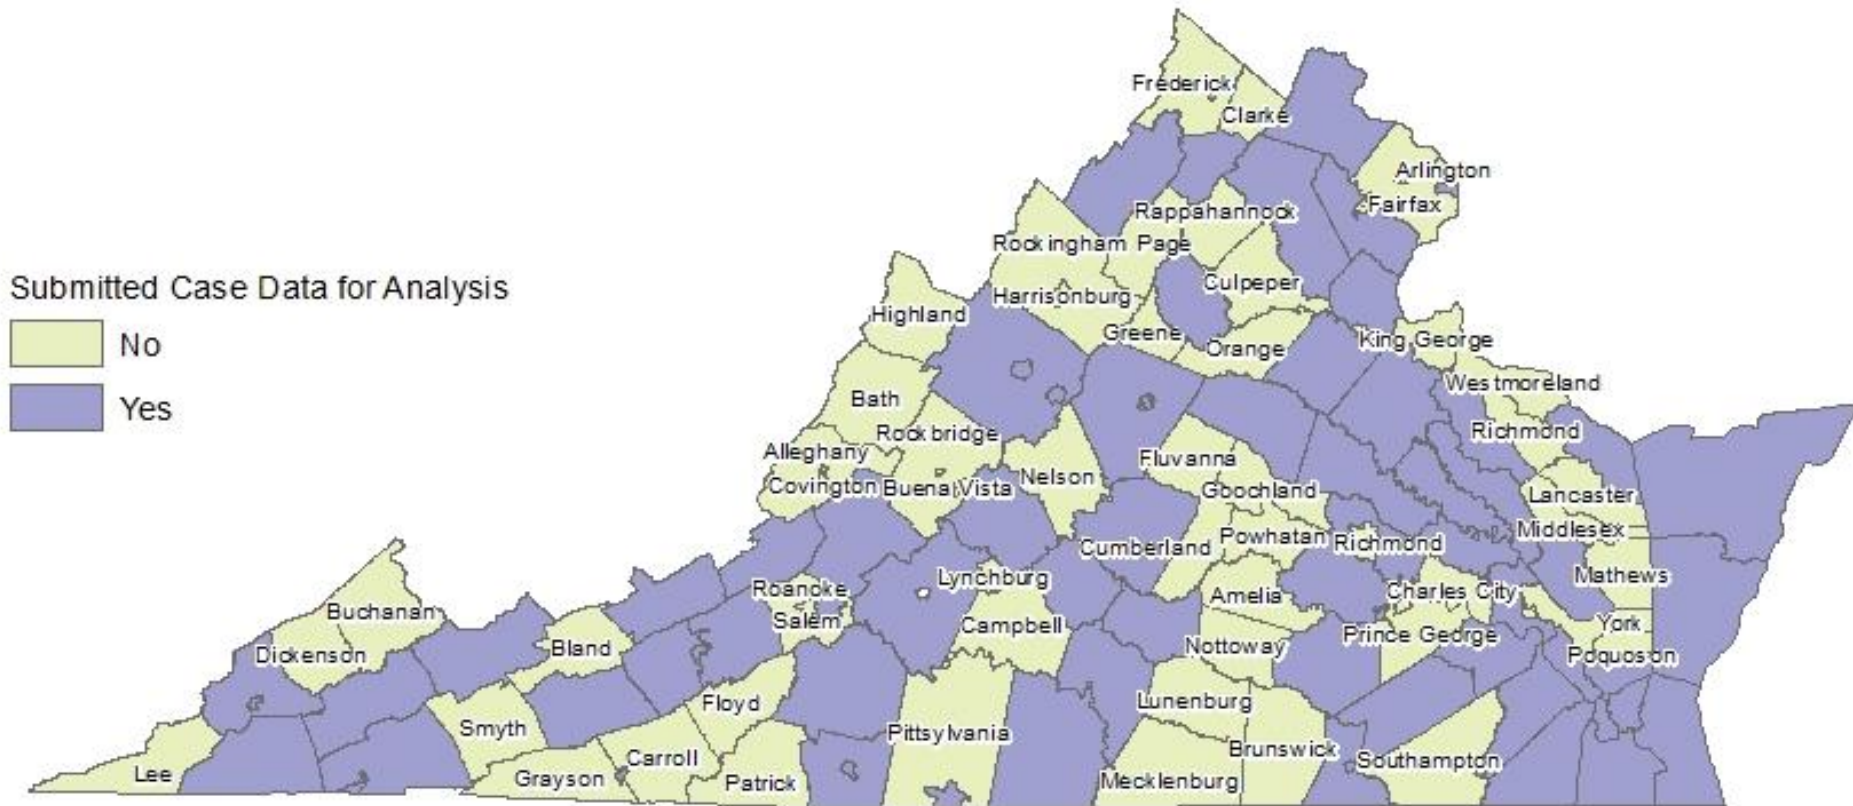 Submitted Case Data for Analysis
No
Yes
Frederick
Clarke
Arlington
Fairfax
Rappahannock
Rockingham
Page
Culpeper
Harrisonburg
Highland
Greene
Orange
King George
Westmoreland
Bath
Rockbridge
Richmond
Alleghany
Fluvanna
Nelson
Covington
Buena Vista
Goochland
Lancaster
Middlesex
Powhatan
Richmond
Cumberland
Lynchburg
Mathews
Roanoke
Charles City
Amelia
Buchanan
Salem
Campbell
York
Prince George
Nottoway
Bland
Dickenson
Poquoson
Floyd
Lunenburg
Smyth
Pittsylvania
Brunswick
Carroll
Southampton
Lee
Grayson
Patrick
Mecklenburg